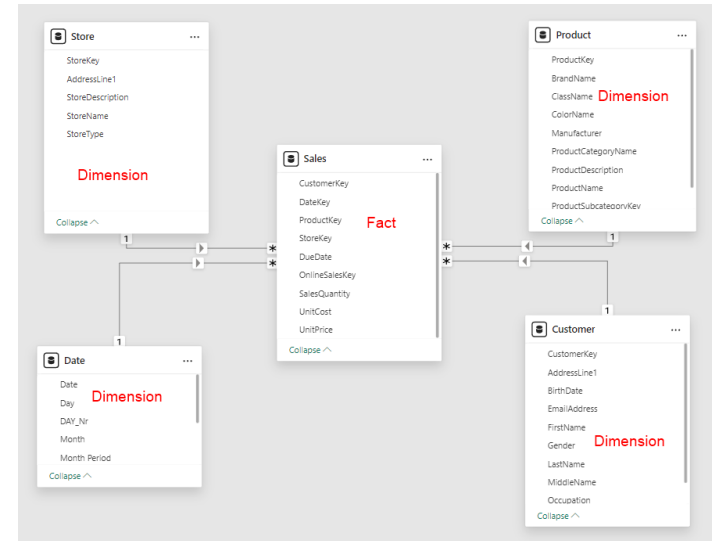 Store
...
StoreKey
AddressLine1
StoreDescription
StoreName
StoreType
Dimension
Collapse
Product
...
ProductKey
BrandName
ClassName Dimension
ColorName
Manufacturer
ProductCategoryName
ProductDescription
ProductName
ProductSubcategoryKey
Collapse
Sales
...
CustomerKey
DateKey
ProductKey Fact
StoreKey
DueDate
OnlineSalesKey
SalesQuantity
UnitCost
UnitPrice
Collapse
1
*
1
*
*
1
*
1
Date
...
Date
Day Dimension
DAY_Nr
Month
Month Period
Collapse
Customer
...
CustomerKey
AddressLine1
BirthDate
EmailAddress
FirstName
Gender Dimension
LastName
MiddleName
Occupation
Collapse